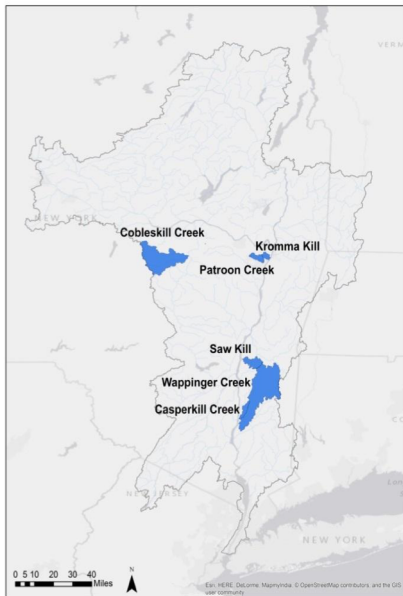 VERM
NEW YORK
Cobleskill Creek
Kromma Kill
Patroon Creek
Saw Kill
Wappinger Creek
Casperkill Creek
NEW JERSEY
NEW YORK
0 5 10 20 30 40
Miles
N
Esri, HERE, DeLorme, MapmyIndia, © OpenStreetMap contributors, and the GIS
user community